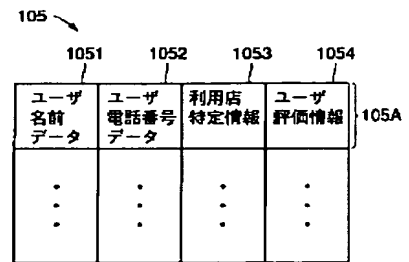 105
1051 1052 1053 1054
ユーザ 名前 データ
ユーザ 電話番号 データ
利用店 特定情報
ユーザ 評価情報
105A